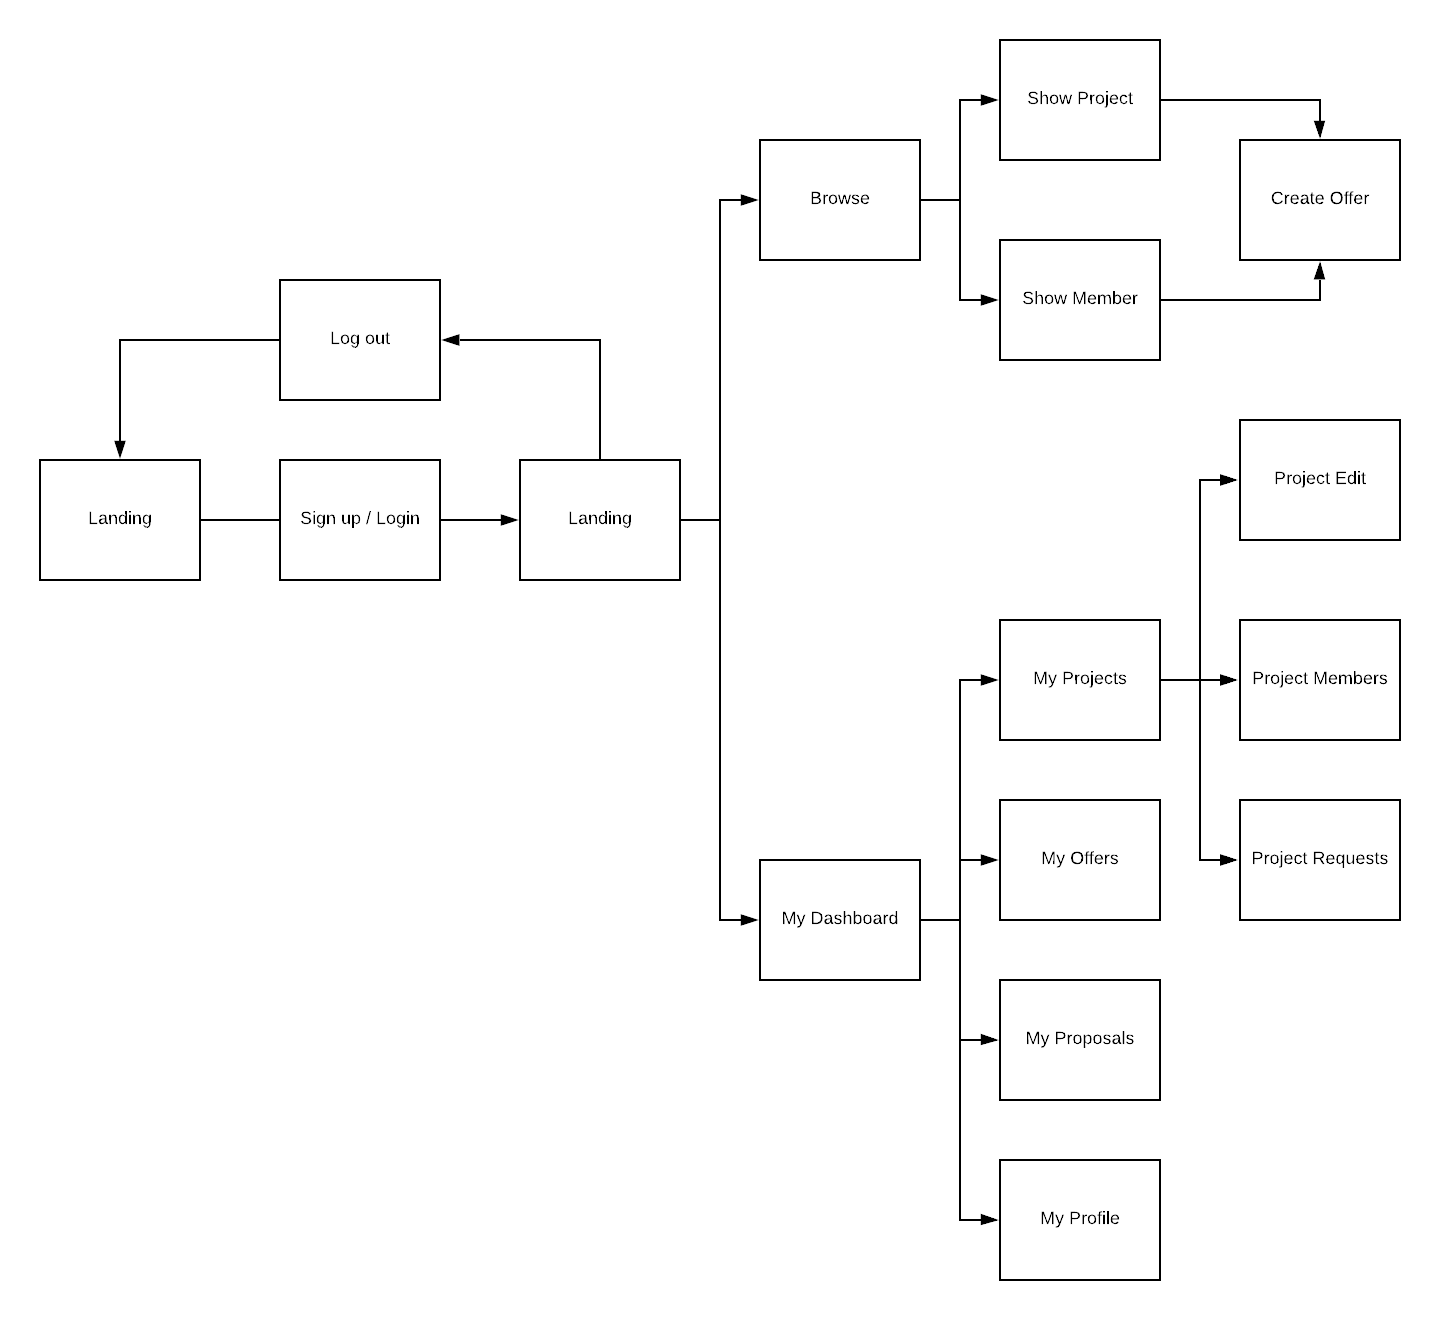 Show Project
Browse
Create Offer
Show Member
Log out
Landing
Sign up / Login
Landing
Project Edit
My Projects
Project Members
My Offers
Project Requests
My Dashboard
My Proposals
My Profile